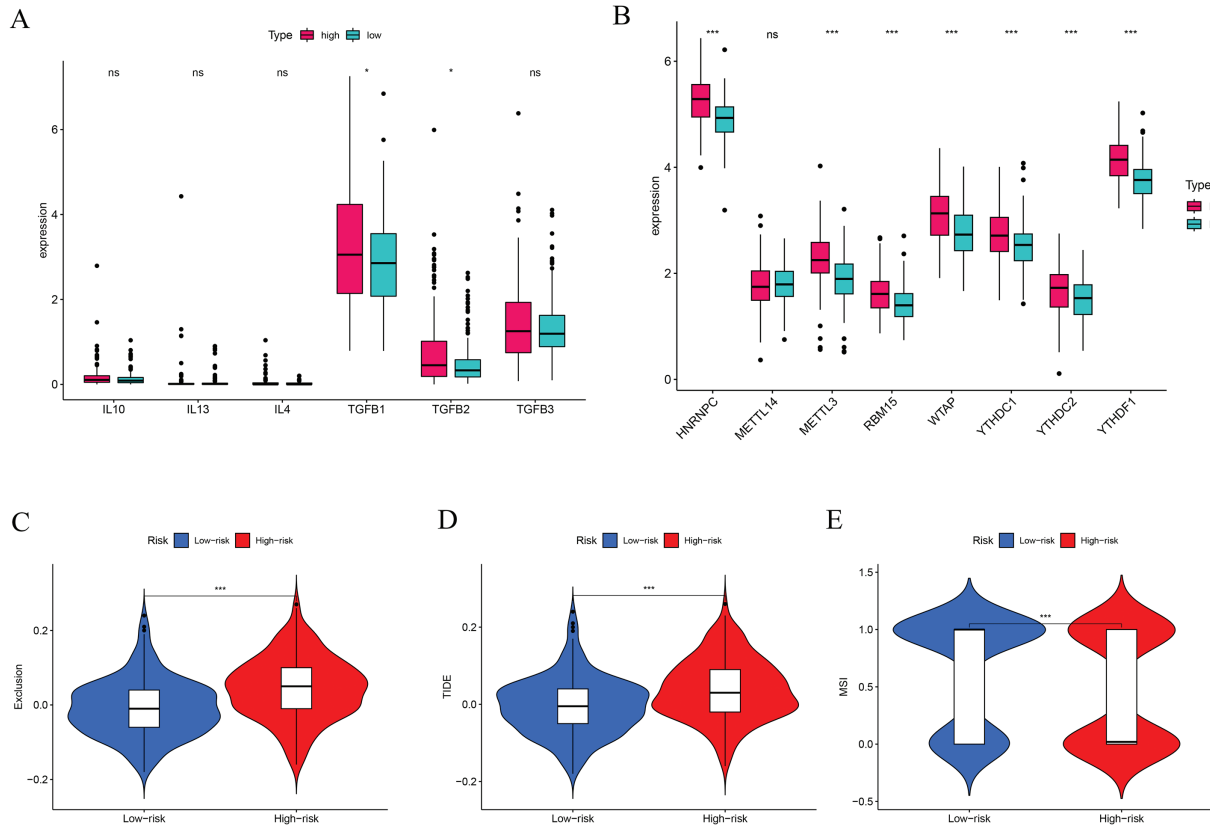 A
Type high low
ns ns ns * * ns
expression
6
4
2
0
IL10 IL13 IL4 TGFB1 TGFB2 TGFB3
B
*** ns *** *** *** *** *** ***
expression
6
4
2
0
HNRNPC METTL14 METTL3 RBM15 WTAP YTHDC1 YTHDC2 YTHDF1
Type
C
Risk Low-risk High-risk
***
Exclusion
0.2
0.0
−0.2
Low-risk High-risk
D
Risk Low-risk High-risk
***
TIDE
0.2
0.0
−0.2
Low-risk High-risk
E
Risk Low-risk High-risk
***
MSI
1.5
1.0
0.5
0.0
−0.5
Low-risk High-risk